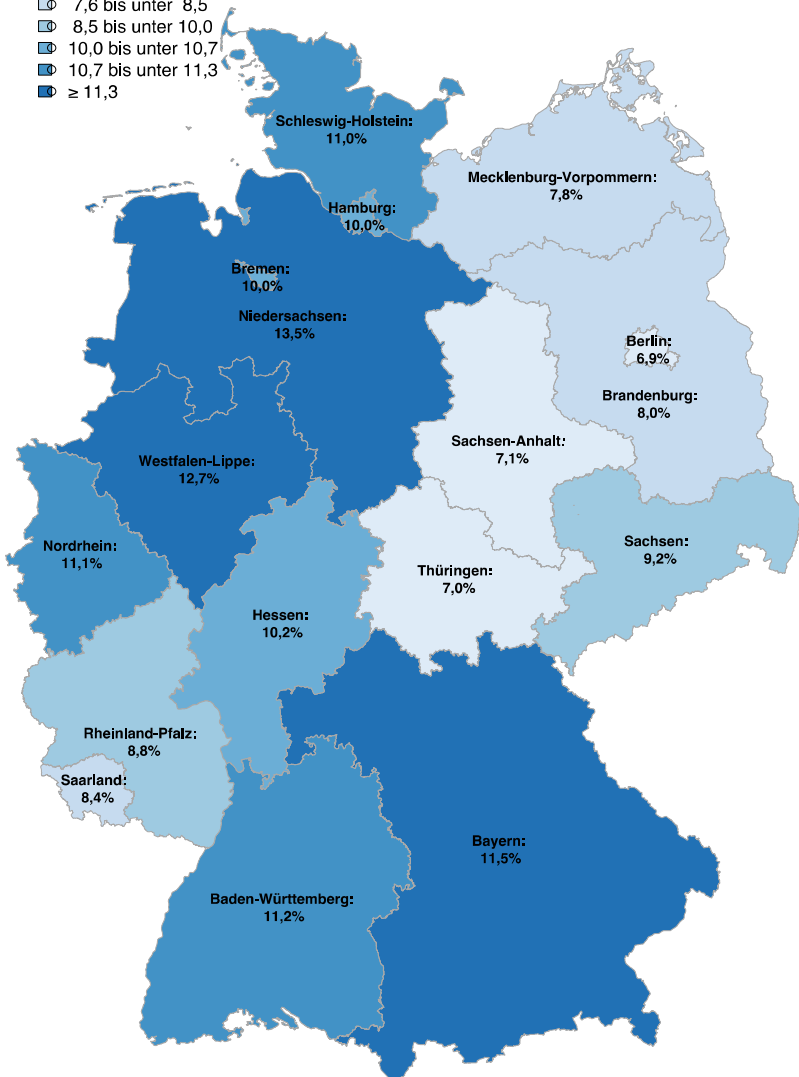 7,6 bis unter 8,5
8,5 bis unter 10,0
10,0 bis unter 10,7
10,7 bis unter 11,3
≥ 11,3
Schleswig-Holstein:
11,0%
Mecklenburg-Vorpommern:
7,8%
Hamburg:
10,0%
Bremen:
10,0%
Niedersachsen:
13,5%
Berlin:
6,9%
Brandenburg:
8,0%
Sachsen-Anhalt:
7,1%
Westfalen-Lippe:
12,7%
Nordrhein:
11,1%
Sachsen:
9,2%
Thüringen:
7,0%
Hessen:
10,2%
Rheinland-Pfalz:
8,8%
Saarland:
8,4%
Bayern:
11,5%
Baden-Württemberg:
11,2%